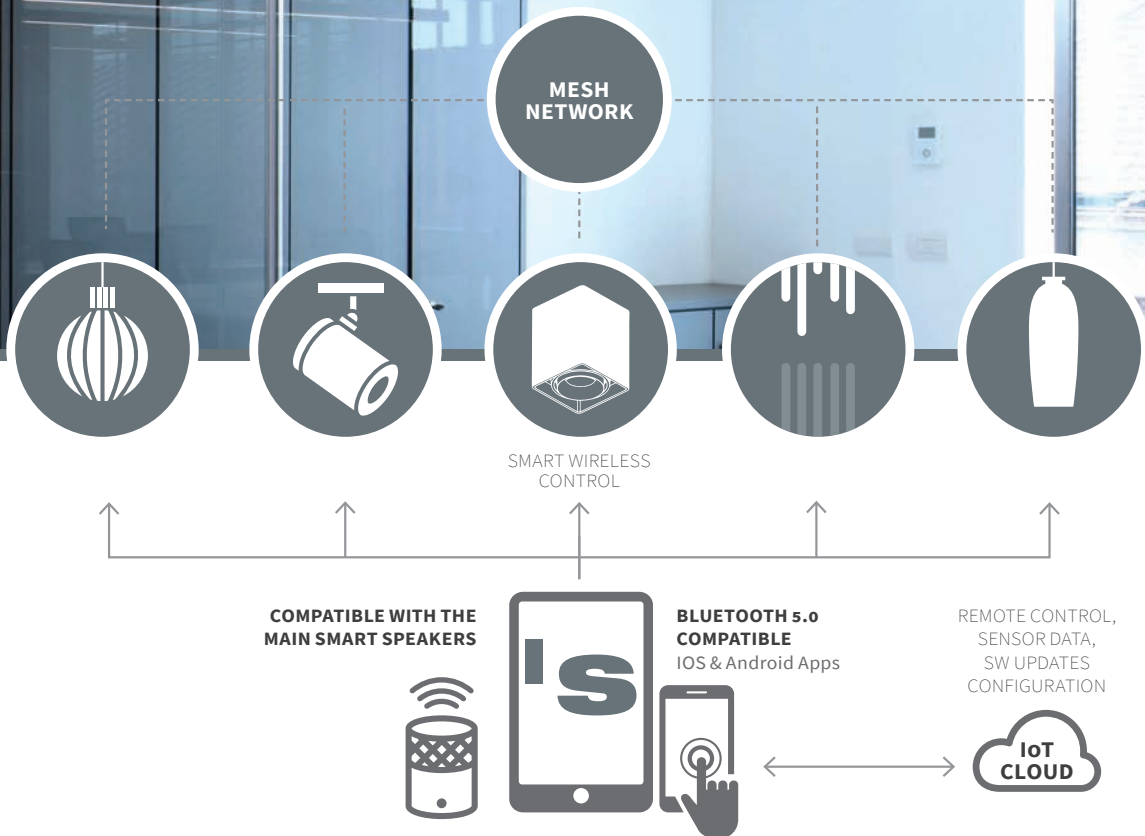 MESH
NETWORK
SMART WIRELESS
CONTROL
COMPATIBLE WITH THE
MAIN SMART SPEAKERS
's
BLUETOOTH 5.0
COMPATIBLE
IOS & Android Apps
REMOTE CONTROL,
SENSOR DATA,
SW UPDATES
CONFIGURATION
IoT
CLOUD